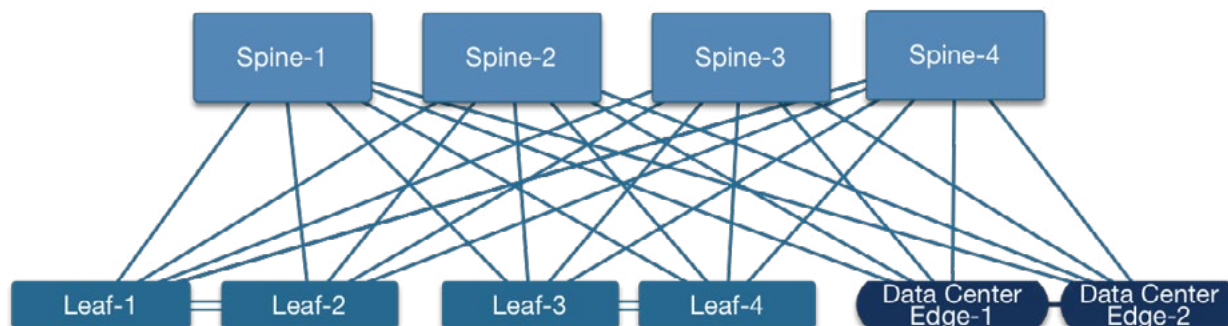 Spine-1
Spine-2
Spine-3
Spine-4
Leaf-1
Leaf-2
Leaf-3
Leaf-4
Data Center
Edge-1
Data Center
Edge-2